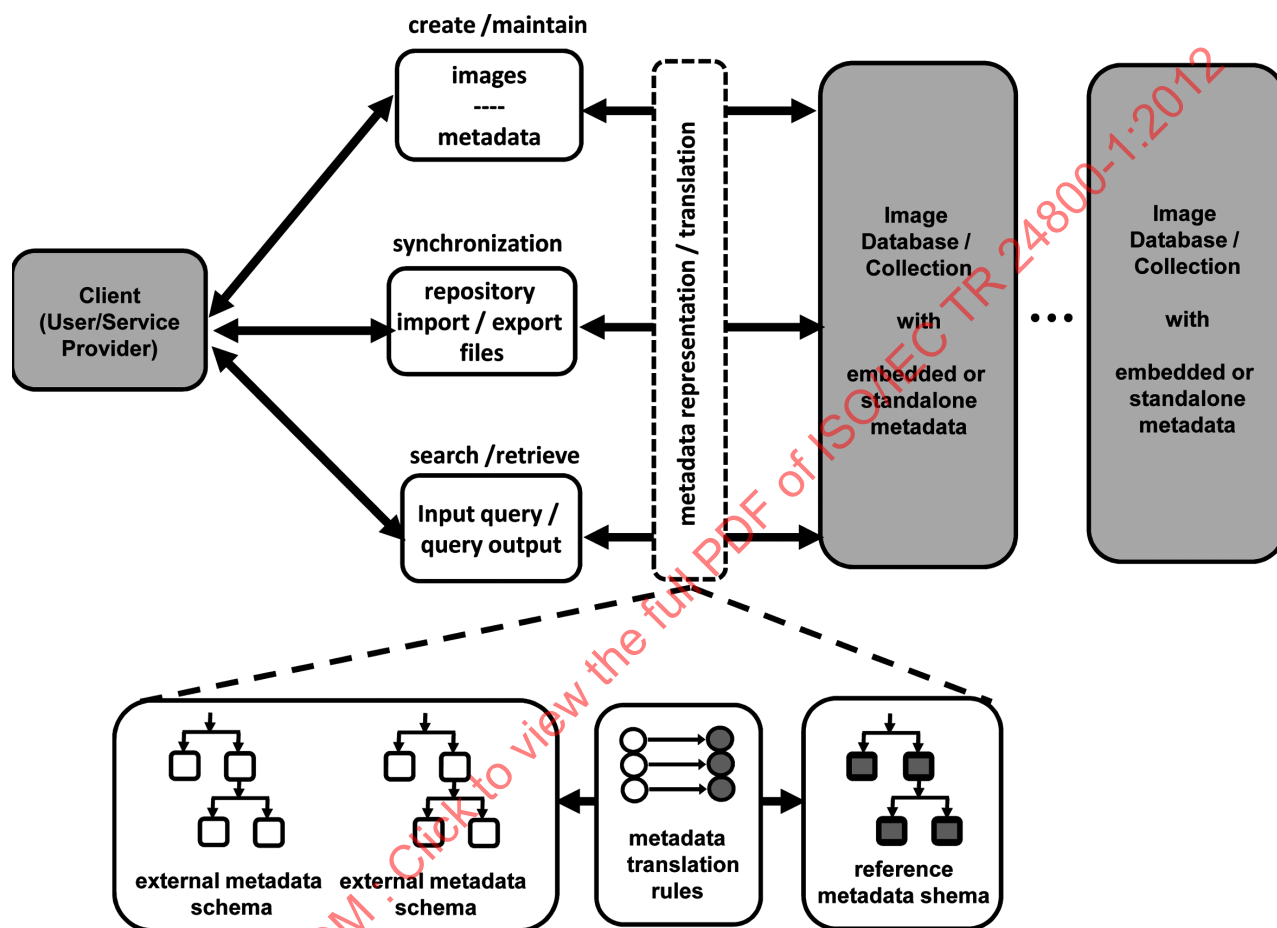 create /maintain
images
----
metadata
synchronization
repository
import / export
files
search /retrieve
Input query /
query output
Client
(User/Service
Provider)
metadata representation / translation
Image
Database /
Collection
with
embedded or
standalone
metadata
Image
Database /
Collection
with
embedded or
standalone
metadata
external metadata
schema
external metadata
schema
metadata
translation
rules
reference
metadata shema
: Click to view the full PDF of ISO/IEC TR 24800-1:2012